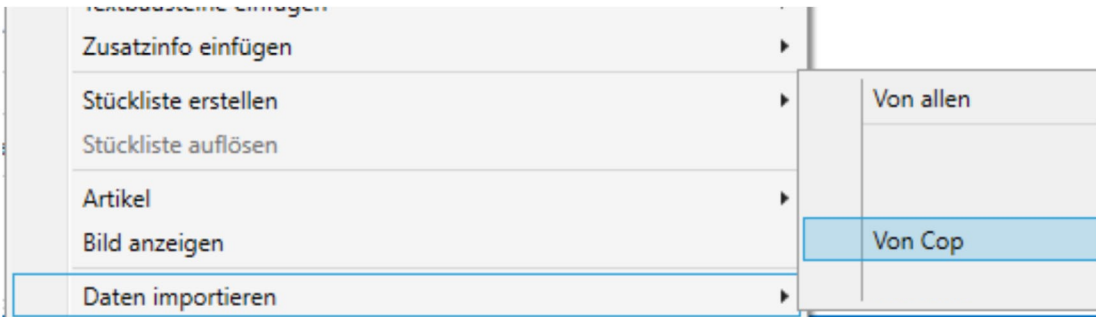 Zusatzinfo einfügen
Stückliste erstellen
Stückliste auflösen
Artikel
Bild anzeigen
Daten importieren
Von allen
Von Cop